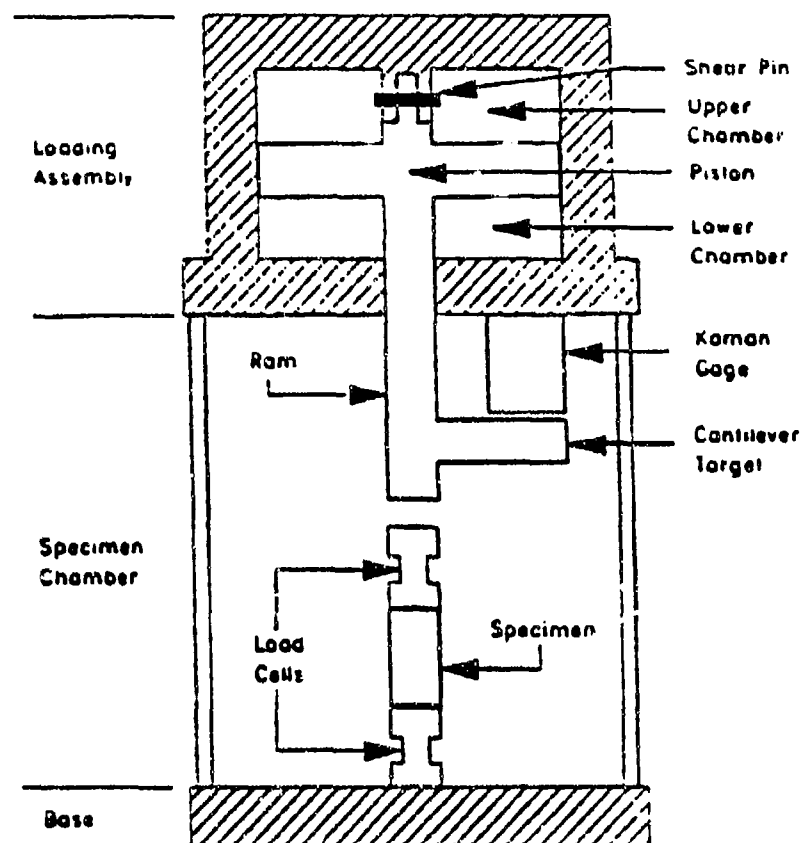 Shear Pin
Upper
Chamber
Loading
Assembly
Piston
Lower
Chamber
Ram
Kaman
Gage
Cantilever
Target
Specimen
Chamber
Load
Cells
Specimen
Base